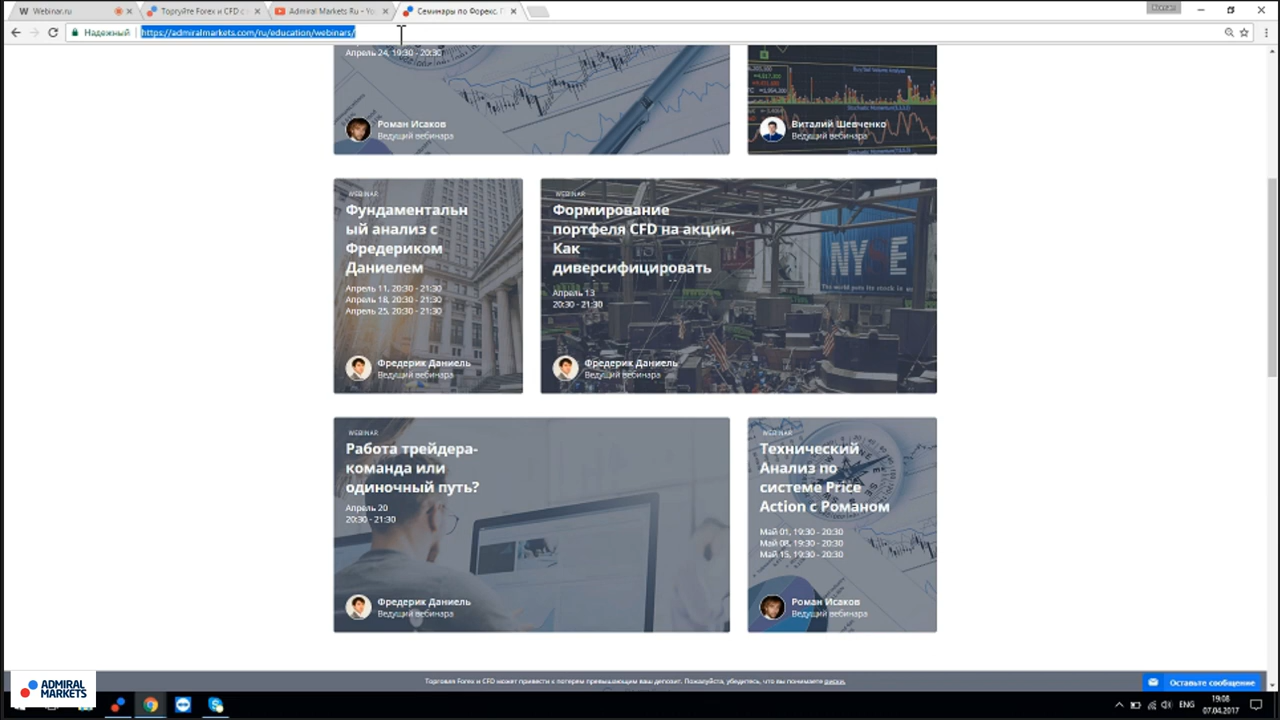 Webinar.ru
Торгуйте Forex и CFD с
Admiral Markets Ru - Yo
Семинары по Форекс. П
Надежный
https://admiralmarkets.com/ru/education/webinars/
Апрель 24, 19:30 - 20:30
Роман Исаков
Ведущий вебинара
Виталий Шевченко
Ведущий вебинара
WEBINAR
Фундаментальн
ый анализ с
Фредериком
Даниелем
Апрель 11, 20:30 - 21:30
Апрель 18, 20:30 - 21:30
Апрель 25, 20:30 - 21:30
Фредерик Даниель
Ведущий вебинара
WEBINAR
Формирование
портфеля CFD на акции.
Как
диверсифицировать
Апрель 13
20:30 - 21:30
NYSE
The world puts its stock in
Фредерик Даниель
Ведущий вебинара
WEBINAR
Работа трейдера-
команда или
одиночный путь?
Апрель 20
20:30 - 21:30
Фредерик Даниель
Ведущий вебинара
WEBINAR
Технический
Анализ по
системе Price
Action с Романом
Май 01, 19:30 - 20:30
Май 08, 19:30 - 20:30
Май 15, 19:30 - 20:30
Роман Исаков
Ведущий вебинара
Торговля Forex и CFD может привести к потерям превышающим ваш депозит. Пожалуйста, убедитесь, что вы понимаете риски.
Оставьте сообщение
ADMIRAL
MARKETS
ENG
19:08
07.04.2017